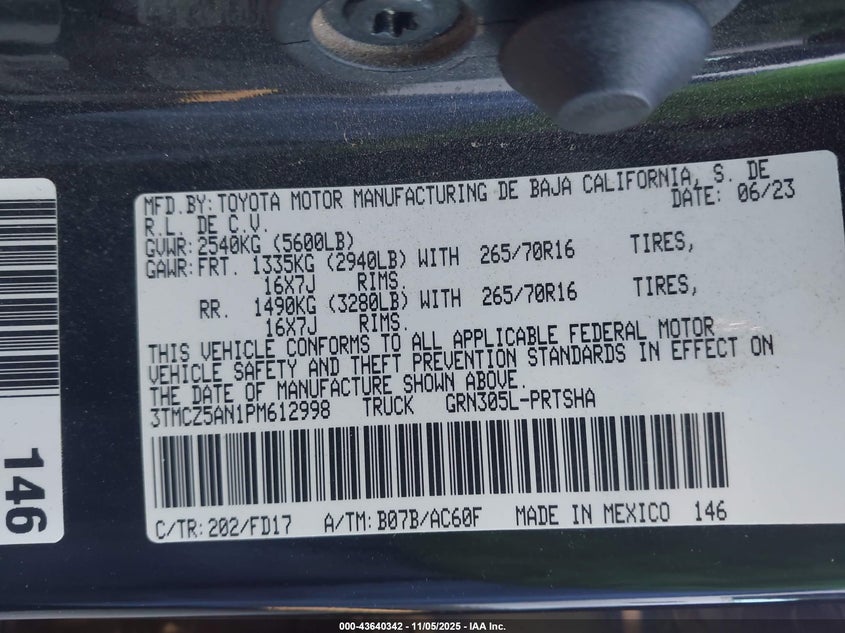 MFD.BY:TOYOTA MOTOR MANUFACTURING DE BAJA CALIFORNIA, S. DE
R.L. DE C.V. DATE: 06/23
GVWR:2540KG (5600LB)
GAWR:FRT. 1335KG (2940LB) WITH 265/70R16 TIRES,
16X7J RIMS.
RR. 1490KG (3280LB) WITH 265/70R16 TIRES,
16X7J RIMS.
THIS VEHICLE CONFORMS TO ALL APPLICABLE FEDERAL MOTOR
VEHICLE SAFETY AND THEFT PREVENTION STANDARDS IN EFFECT ON
THE DATE OF MANUFACTURE SHOWN ABOVE.
3TMCZ5AN1PM612998 TRUCK GRN305L-PRTSHA
C/TR:202/FD17 A/TM:B07B/AC60F MADE IN MEXICO 146
146
000-43640342 - 11/05/2025 - IAA Inc.